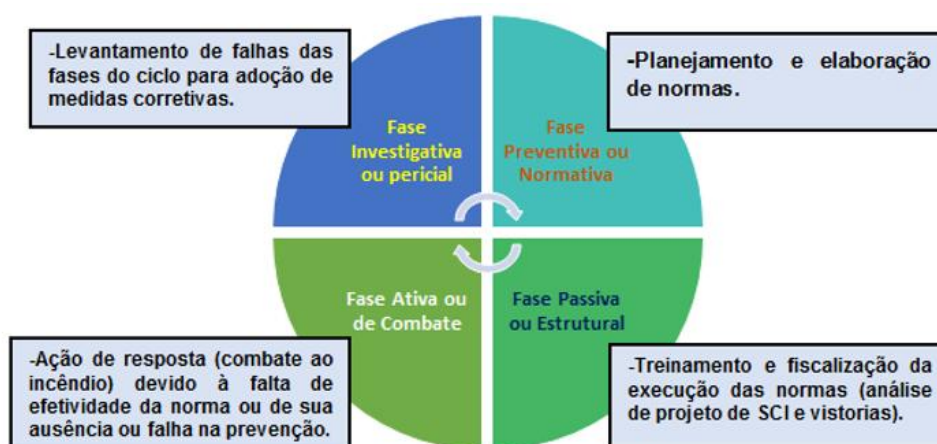 -Levantamento de falhas das
fases do ciclo para adoção de
medidas corretivas.
-Planejamento e elaboração
de normas.
Fase
Investigativa
ou pericial
Fase
Preventiva ou
Normativa
Fase Ativa ou
de Combate
Fase Passiva
ou Estrutural
-Ação de resposta (combate ao
incêndio) devido à falta de
efetividade da norma ou de sua
ausência ou falha na prevenção.
-Treinamento e fiscalização da
execução das normas (análise
de projeto de SCI e vistorias).